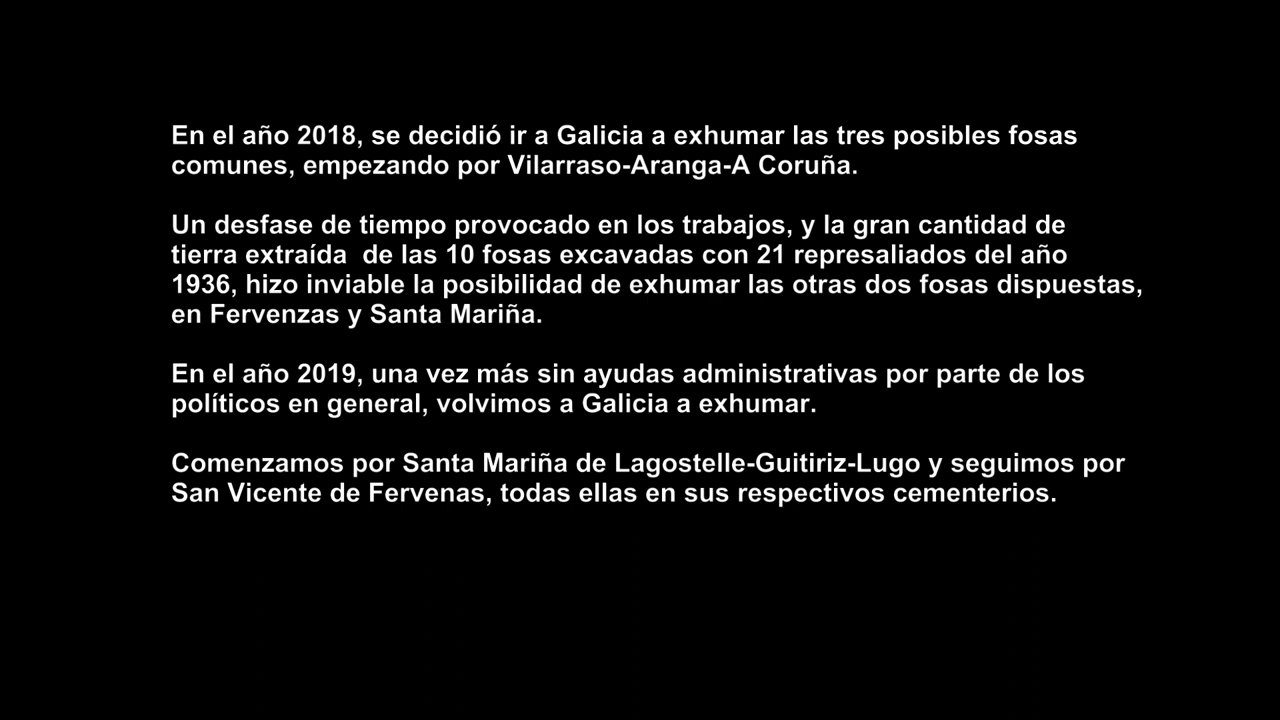 En el año 2018, se decidió ir a Galicia a exhumar las tres posibles fosas
comunes, empezando por Vilarraso-Aranga-A Coruña.
Un desfase de tiempo provocado en los trabajos, y la gran cantidad de
tierra extraída  de las 10 fosas excavadas con 21 represaliados del año
1936, hizo inviable la posibilidad de exhumar las otras dos fosas dispuestas,
en Fervenzas y Santa Mariña.
En el año 2019, una vez más sin ayudas administrativas por parte de los
políticos en general, volvimos a Galicia a exhumar.
Comenzamos por Santa Mariña de Lagostelle-Guitiriz-Lugo y seguimos por
San Vicente de Fervenas, todas ellas en sus respectivos cementerios.